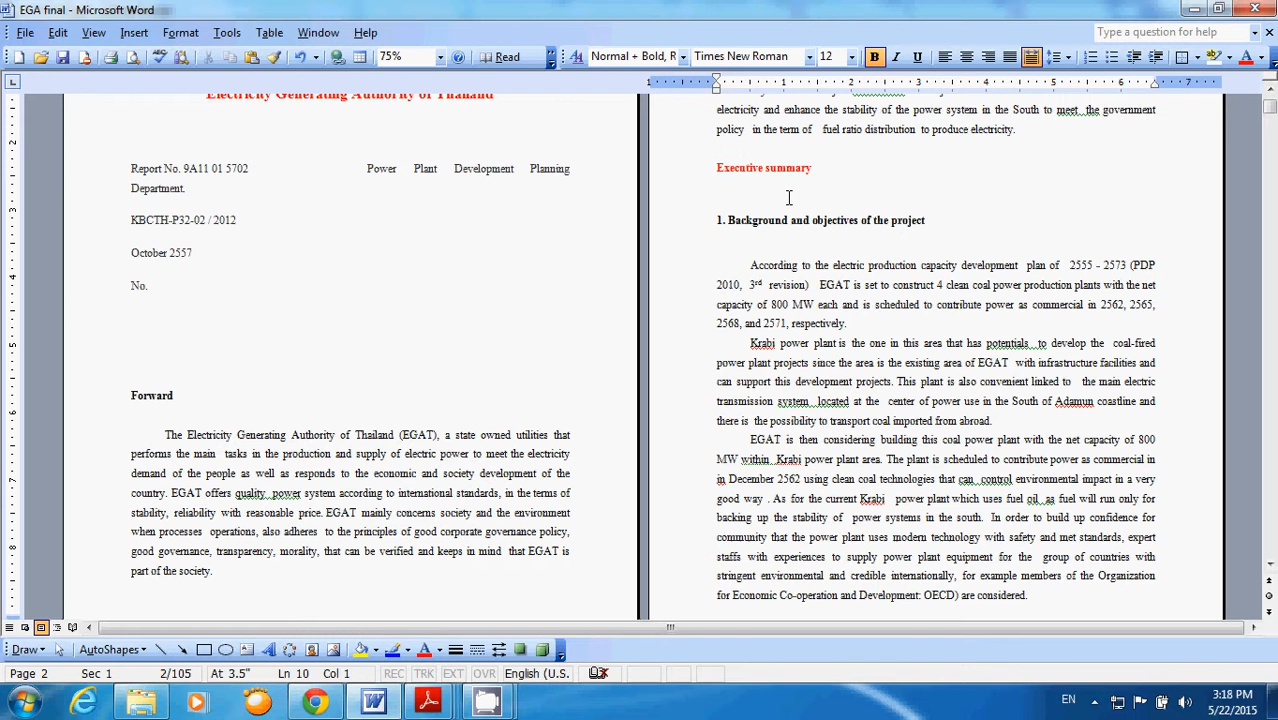 EGA final - Microsoft Word
File Edit View Insert Format Tools Table Window Help
Type a question for help
75%
Read
Normal + Bold, R
Times New Roman
12
B I U
1 1 2 3 4 5 6 7
Electricity Generating Authority of Thailand
Report No. 9A11 01 5702 Power Plant Development Planning
Department.
KBCTH-P32-02 / 2012
October 2557
No.
Forward
The Electricity Generating Authority of Thailand (EGAT), a state owned utilities that
performs the main tasks in the production and supply of electric power to meet the electricity
demand of the people as well as responds to the economic and society development of the
country. EGAT offers quality power system according to international standards, in the terms of
stability, reliability with reasonable price. EGAT mainly concerns society and the environment
when processes operations, also adheres to the principles of good corporate governance policy,
good governance, transparency, morality, that can be verified and keeps in mind that EGAT is
part of the society.
electricity and enhance the stability of the power system in the South to meet the government
policy in the term of fuel ratio distribution to produce electricity.
Executive summary
1. Background and objectives of the project
According to the electric production capacity development plan of 2555 - 2573 (PDP
2010, 3rd revision) EGAT is set to construct 4 clean coal power production plants with the net
capacity of 800 MW each and is scheduled to contribute power as commercial in 2562, 2565,
2568, and 2571, respectively.
Krabi power plant is the one in this area that has potentials to develop the coal-fired
power plant projects since the area is the existing area of EGAT with infrastructure facilities and
can support this development projects. This plant is also convenient linked to the main electric
transmission system located at the center of power use in the South of Adamun coastline and
there is the possibility to transport coal imported from abroad.
EGAT is then considering building this coal power plant with the net capacity of 800
MW within Krabi power plant area. The plant is scheduled to contribute power as commercial in
in December 2562 using clean coal technologies that can control environmental impact in a very
good way . As for the current Krabi power plant which uses fuel oil as fuel will run only for
backing up the stability of power systems in the south. In order to build up confidence for
community that the power plant uses modern technology with safety and met standards, expert
staffs with experiences to supply power plant equipment for the group of countries with
stringent environmental and credible internationally, for example members of the Organization
for Economic Co-operation and Development: OECD) are considered.
Draw AutoShapes
Page 2 Sec 1 2/105 At 3.5" Ln 10 Col 1 REC TRK EXT OVR English (U.S.
EN
3:18 PM
5/22/2015